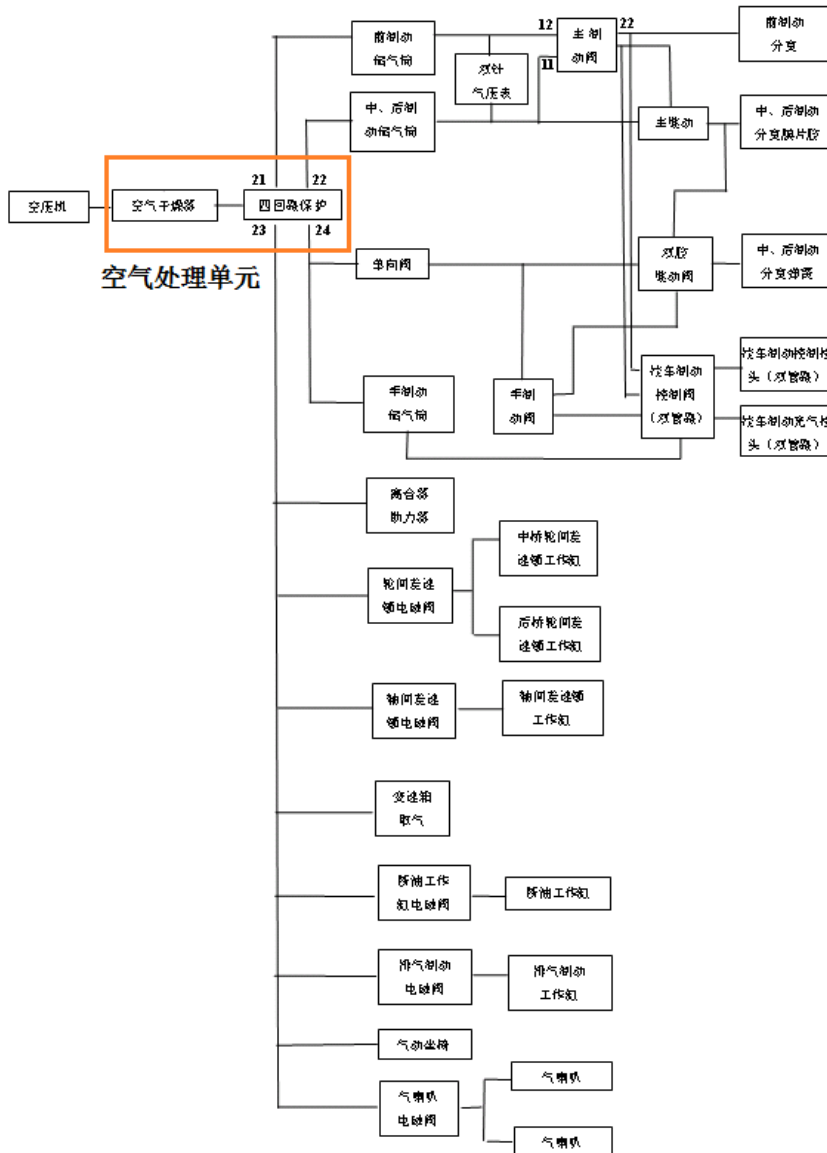 前制动
储气筒
12
主制
动阀
22
前制动
分泵
11
双针
气压表
中、后制
动储气筒
主继动
中、后制动
分泵膜片腔
21
22
空压机
空气干燥器
四回路保护
23
24
空气处理单元
单向阀
双腔
继动阀
中、后制动
分泵弹簧
手制动
储气筒
手制
动阀
挂车制动
控制阀
(双管路)
挂车制动控制接
头(双管路)
挂车制动充气接
头(双管路)
离合器
助力器
轮间差速
锁电磁阀
中桥轮间差
速锁工作缸
后桥轮间差
速锁工作缸
轴间差速
锁电磁阀
轴间差速锁
工作缸
变速箱
取气
断油工作
缸电磁阀
断油工作缸
排气制动
电磁阀
排气制动
工作缸
气动坐椅
气喇叭
电磁阀
气喇叭
气喇叭